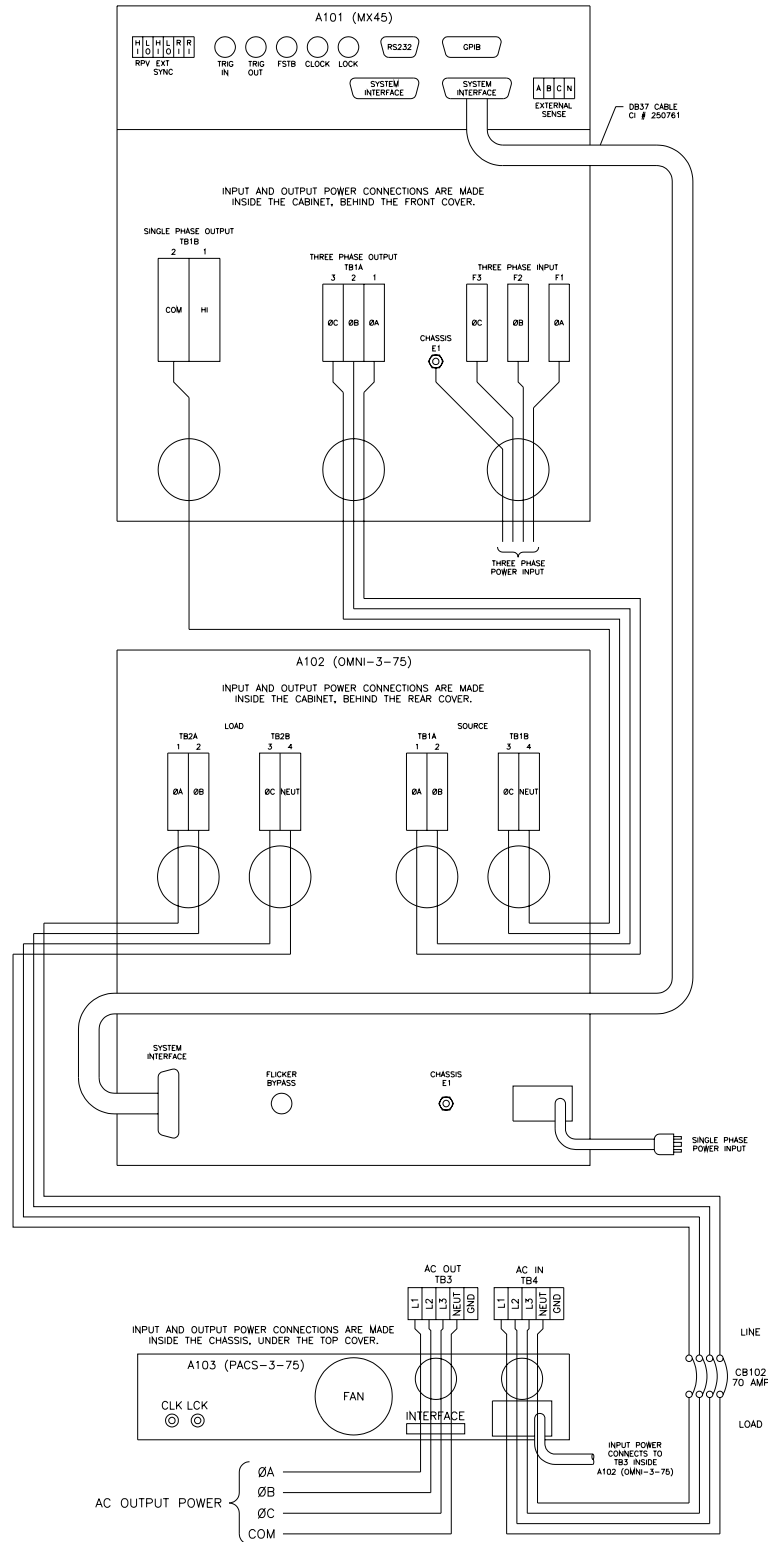 A101 (MX45)
HI LO HI LO RI RI
RPV EXT
SYNC
TRIG
IN
TRIG
OUT
FSTB
CLOCK
LOCK
RS232
GPIB
SYSTEM
INTERFACE
SYSTEM
INTERFACE
A B C N
EXTERNAL
SENSE
DB37 CABLE
CI # 250761
INPUT AND OUTPUT POWER CONNECTIONS ARE MADE
INSIDE THE CABINET, BEHIND THE FRONT COVER.
SINGLE PHASE OUTPUT
TB1B
2 1
COM HI
THREE PHASE OUTPUT
TB1A
3 2 1
ØC ØB ØA
CHASSIS
E1
THREE PHASE INPUT
F3 F2 F1
ØC ØB ØA
THREE PHASE
POWER INPUT
A102 (OMNI-3-75)
INPUT AND OUTPUT POWER CONNECTIONS ARE MADE
INSIDE THE CABINET, BEHIND THE REAR COVER.
LOAD
SOURCE
TB2A
1 2
ØA ØB
TB2B
3 4
ØC NEUT
TB1A
1 2
ØA ØB
TB1B
3 4
ØC NEUT
SYSTEM
INTERFACE
FLICKER
BYPASS
CHASSIS
E1
SINGLE PHASE
POWER INPUT
AC OUT
TB3
L1 L2 L3 NEUT GND
AC IN
TB4
L1 L2 L3 NEUT GND
INPUT AND OUTPUT POWER CONNECTIONS ARE MADE
INSIDE THE CHASSIS, UNDER THE TOP COVER.
A103 (PACS-3-75)
CLK LCK
FAN
INTERFACE
LINE
CB102
70 AMP
LOAD
INPUT POWER
CONNECTS TO
TB3 INSIDE
A102 (OMNI-3-75)
AC OUTPUT POWER
ØA
ØB
ØC
COM